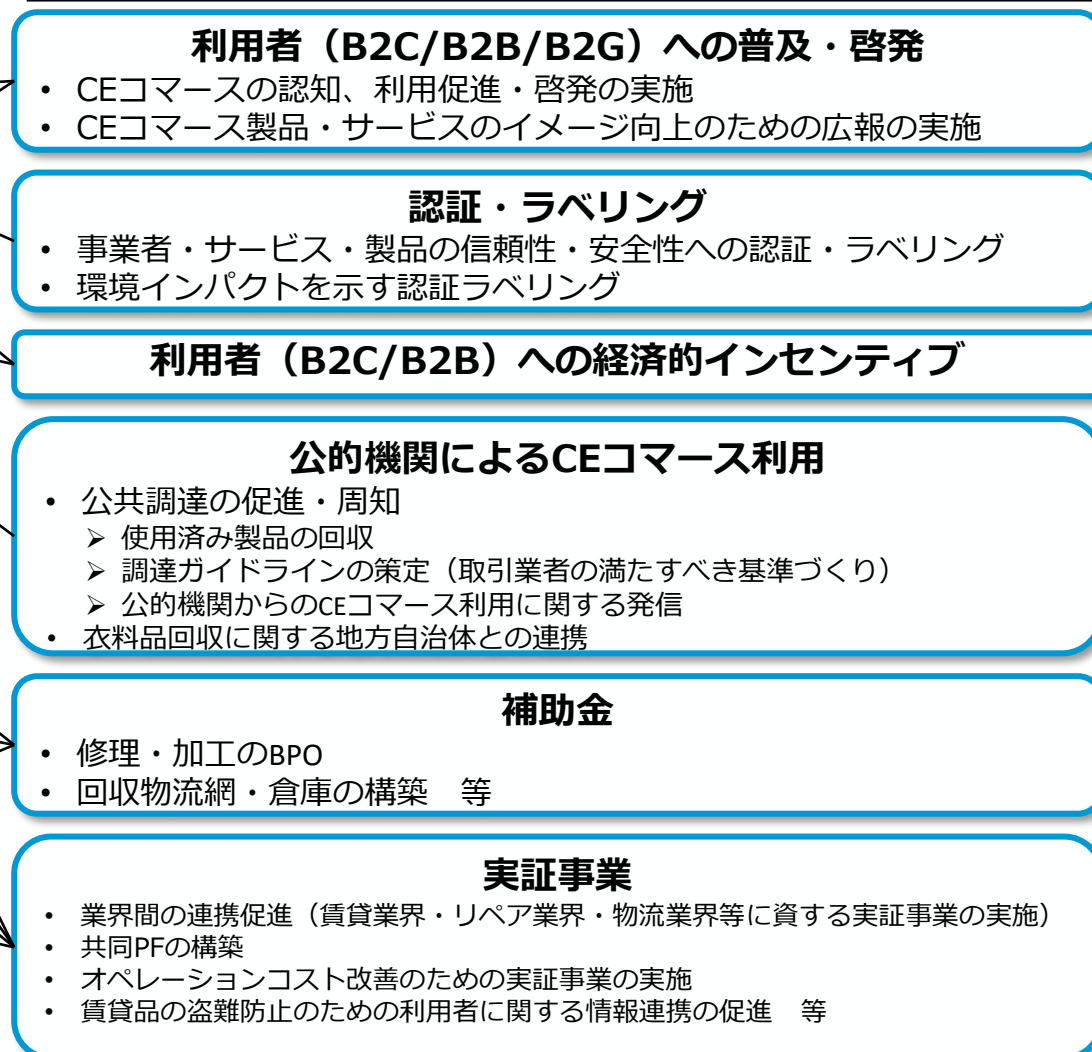 利用者（B2C/B2B/B2G）への普及・啓発
• CEコマースの認知、利用促進・啓発の実施
• CEコマース製品・サービスのイメージ向上のための広報の実施
認証・ラベリング
• 事業者・サービス・製品の信頼性・安全性への認証・ラベリング
• 環境インパクトを示す認証ラベリング
利用者（B2C/B2B）への経済的インセンティブ
公的機関によるCEコマース利用
• 公共調達の促進・周知
➢ 使用済み製品の回収
➢ 調達ガイドラインの策定（取引業者の満たすべき基準づくり）
➢ 公的機関からのCEコマース利用に関する発信
• 衣料品回収に関する地方自治体との連携
補助金
• 修理・加工のBPO
• 回収物流網・倉庫の構築　等
実証事業
• 業界間の連携促進（賃貸業界・リペア業界・物流業界等に資する実証事業の実施）
• 共同PFの構築
• オペレーションコスト改善のための実証事業の実施
• 賃貸品の盗難防止のための利用者に関する情報連携の促進　等